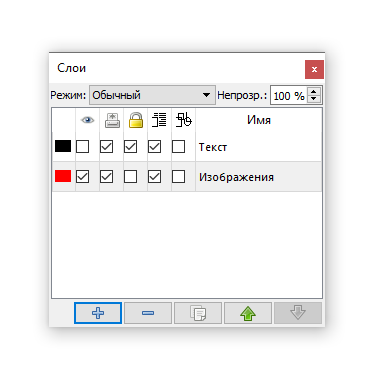 Слои
Режим: Обычный Непрозр.: 100 %
Имя
Текст
Изображения